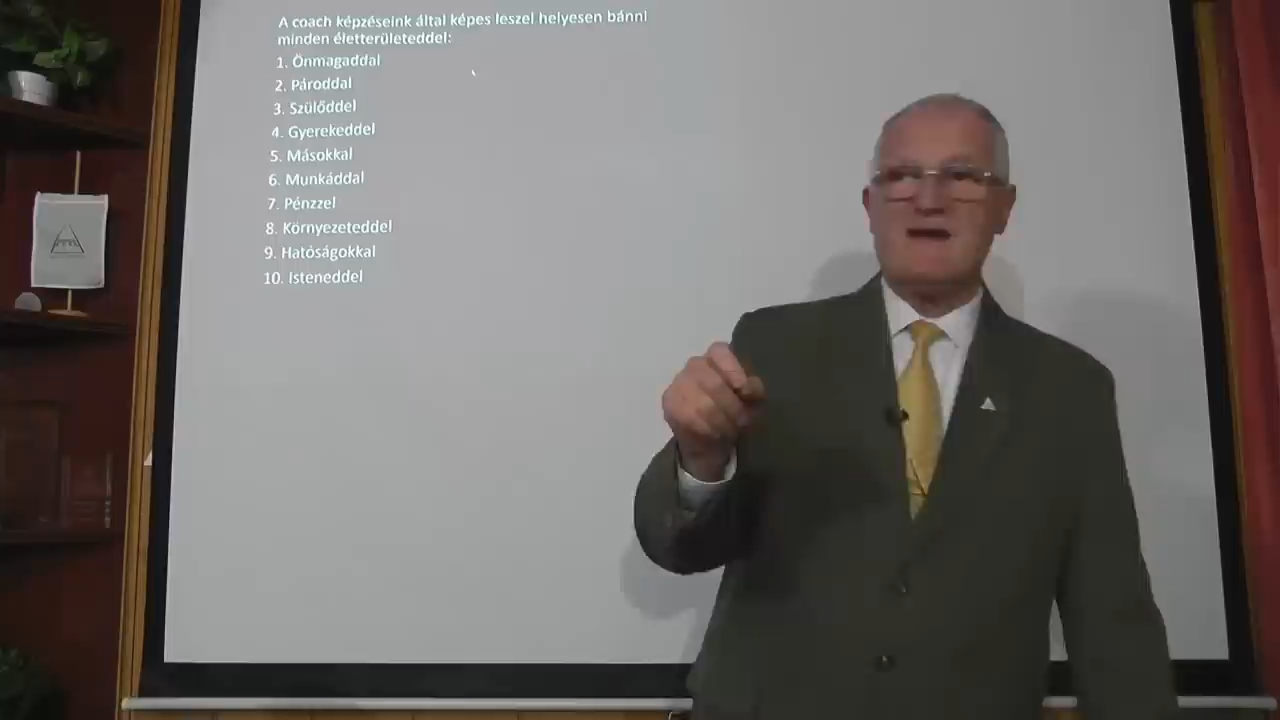 A coach képzéseink által képes leszel helyesen bánni
minden életterületeddel:
1. Önmagaddal
2. Pároddal
3. Szülőddel
4. Gyerekeddel
5. Másokkal
6. Munkáddal
7. Pénzzel
8. Környezeteddel
9. Hatóságokkal
10. Isteneddel